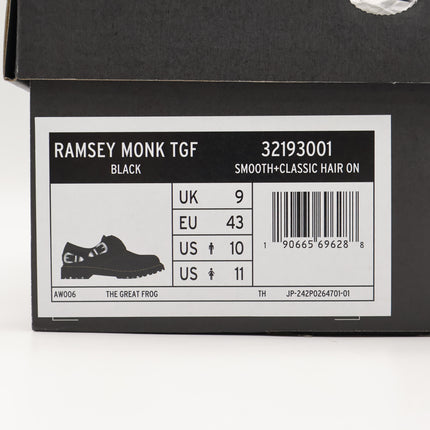 RAMSEY MONK TGF 32193001
BLACK SMOOTH+CLASSIC HAIR ON
UK 9
EU 43
US 10
US 11
1 90665 69628 8
AW006 THE GREAT FROG TH JP-242P0264701-01